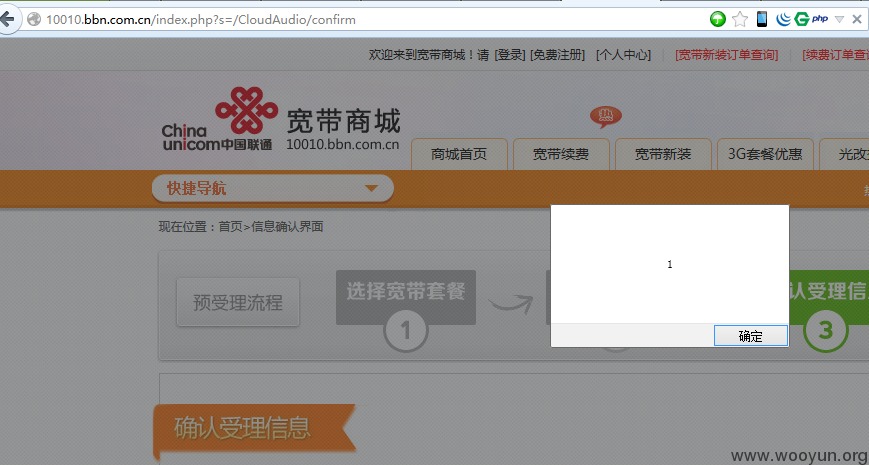 10010.bbn.com.cn/index.php?s=/CloudAudio/confirm
php
欢迎来到宽带商城！请 [登录] [免费注册] [个人中心] [宽带新装订单查询] [续费订单查
China
unicom中国联通
宽带商城
10010.bbn.com.cn
商城首页 宽带续费 宽带新装 3G套餐优惠 光改
快捷导航
现在位置：首页>信息确认界面
1
确定
预受理流程
选择宽带套餐
1
认受理信
3
确认受理信息
www.wooyun.org